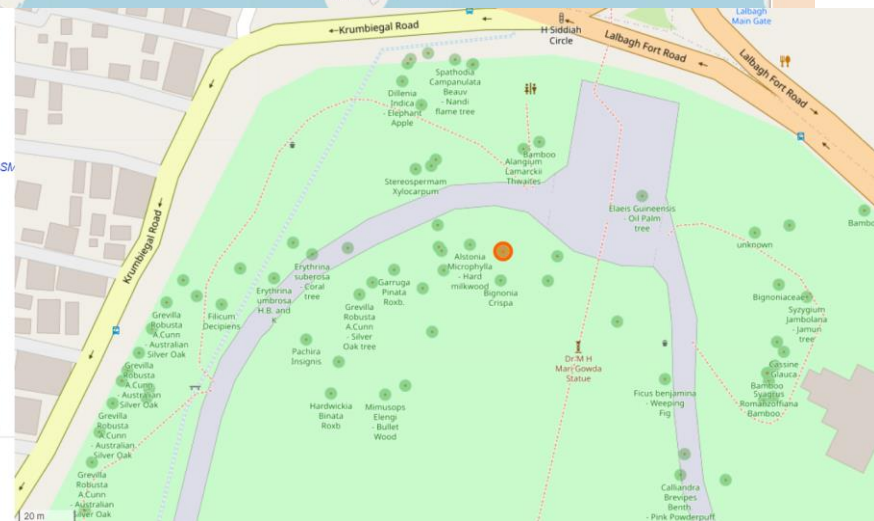 Lalbagh
Main Gate
Krumbiegal Road
H Siddiah
Circle
Lalbagh Fort Road
Lalbagh Fort Road
Spathodia
Campanulata
Beauv
- Nandi
flame tree
Dillenia
Indica
- Elephant
Apple
Bamboo
Alangium
Lamarckii
Thwaites
Stereospermam
Xylocarpum
SM
Krumbiegal Road
Elaeis Guineensis
- Oil Palm
tree
Bambo
unknown
Alstonia
Microphylla
- Hard
milkwood
Erythrina
suberosa
- Coral
tree
Erythrina
umbrosa
H.B. and
K
Garruga
Pinata
Roxb.
Bignonia
Crispa
Bignoniaceae
Syzygium
Jambolana
- Jamun
tree
Grevilla
Robusta
A.Cunn
- Australian
Silver Oak
Filicum
Decipiens
Grevilla
Robusta
A.Cunn
- Silver
Oak tree
Pachira
Insignis
Dr.M H
Mari Gowda
Statue
Cassine
Glauca
Grevilla
Robusta
A.Cunn
- Australian
Silver Oak
Bamboo
Syagrus
Romanzoffiana
Bamboo
Ficus benjamina
- Weeping
Fig
Hardwickia
Binata
Roxb
Mimusops
Elengi
- Bullet
Wood
Grevilla
Robusta
A.Cunn
- Australian
Silver Oak
Grevilla
Robusta
A.Cunn
- Australian
Silver Oak
Calliandra
Brevipes
Benth
- Pink Powderpuff
20 m